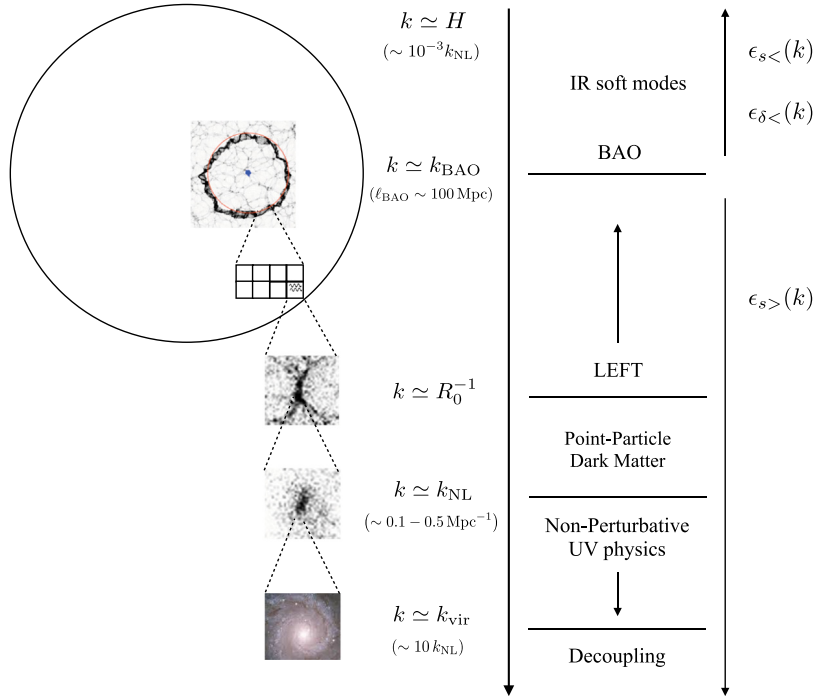 k ≃ H
(∼ 10⁻³ k_NL)
IR soft modes
ϵ_{s<}(k)
ϵ_{δ<}(k)
BAO
k ≃ k_BAO
(ℓ_BAO ∼ 100 Mpc)
ϵ_{s>}(k)
LEFT
k ≃ R₀⁻¹
Point-Particle
Dark Matter
k ≃ k_NL
(∼ 0.1 − 0.5 Mpc⁻¹)
Non-Perturbative
UV physics
k ≃ k_vir
(∼ 10 k_NL)
Decoupling